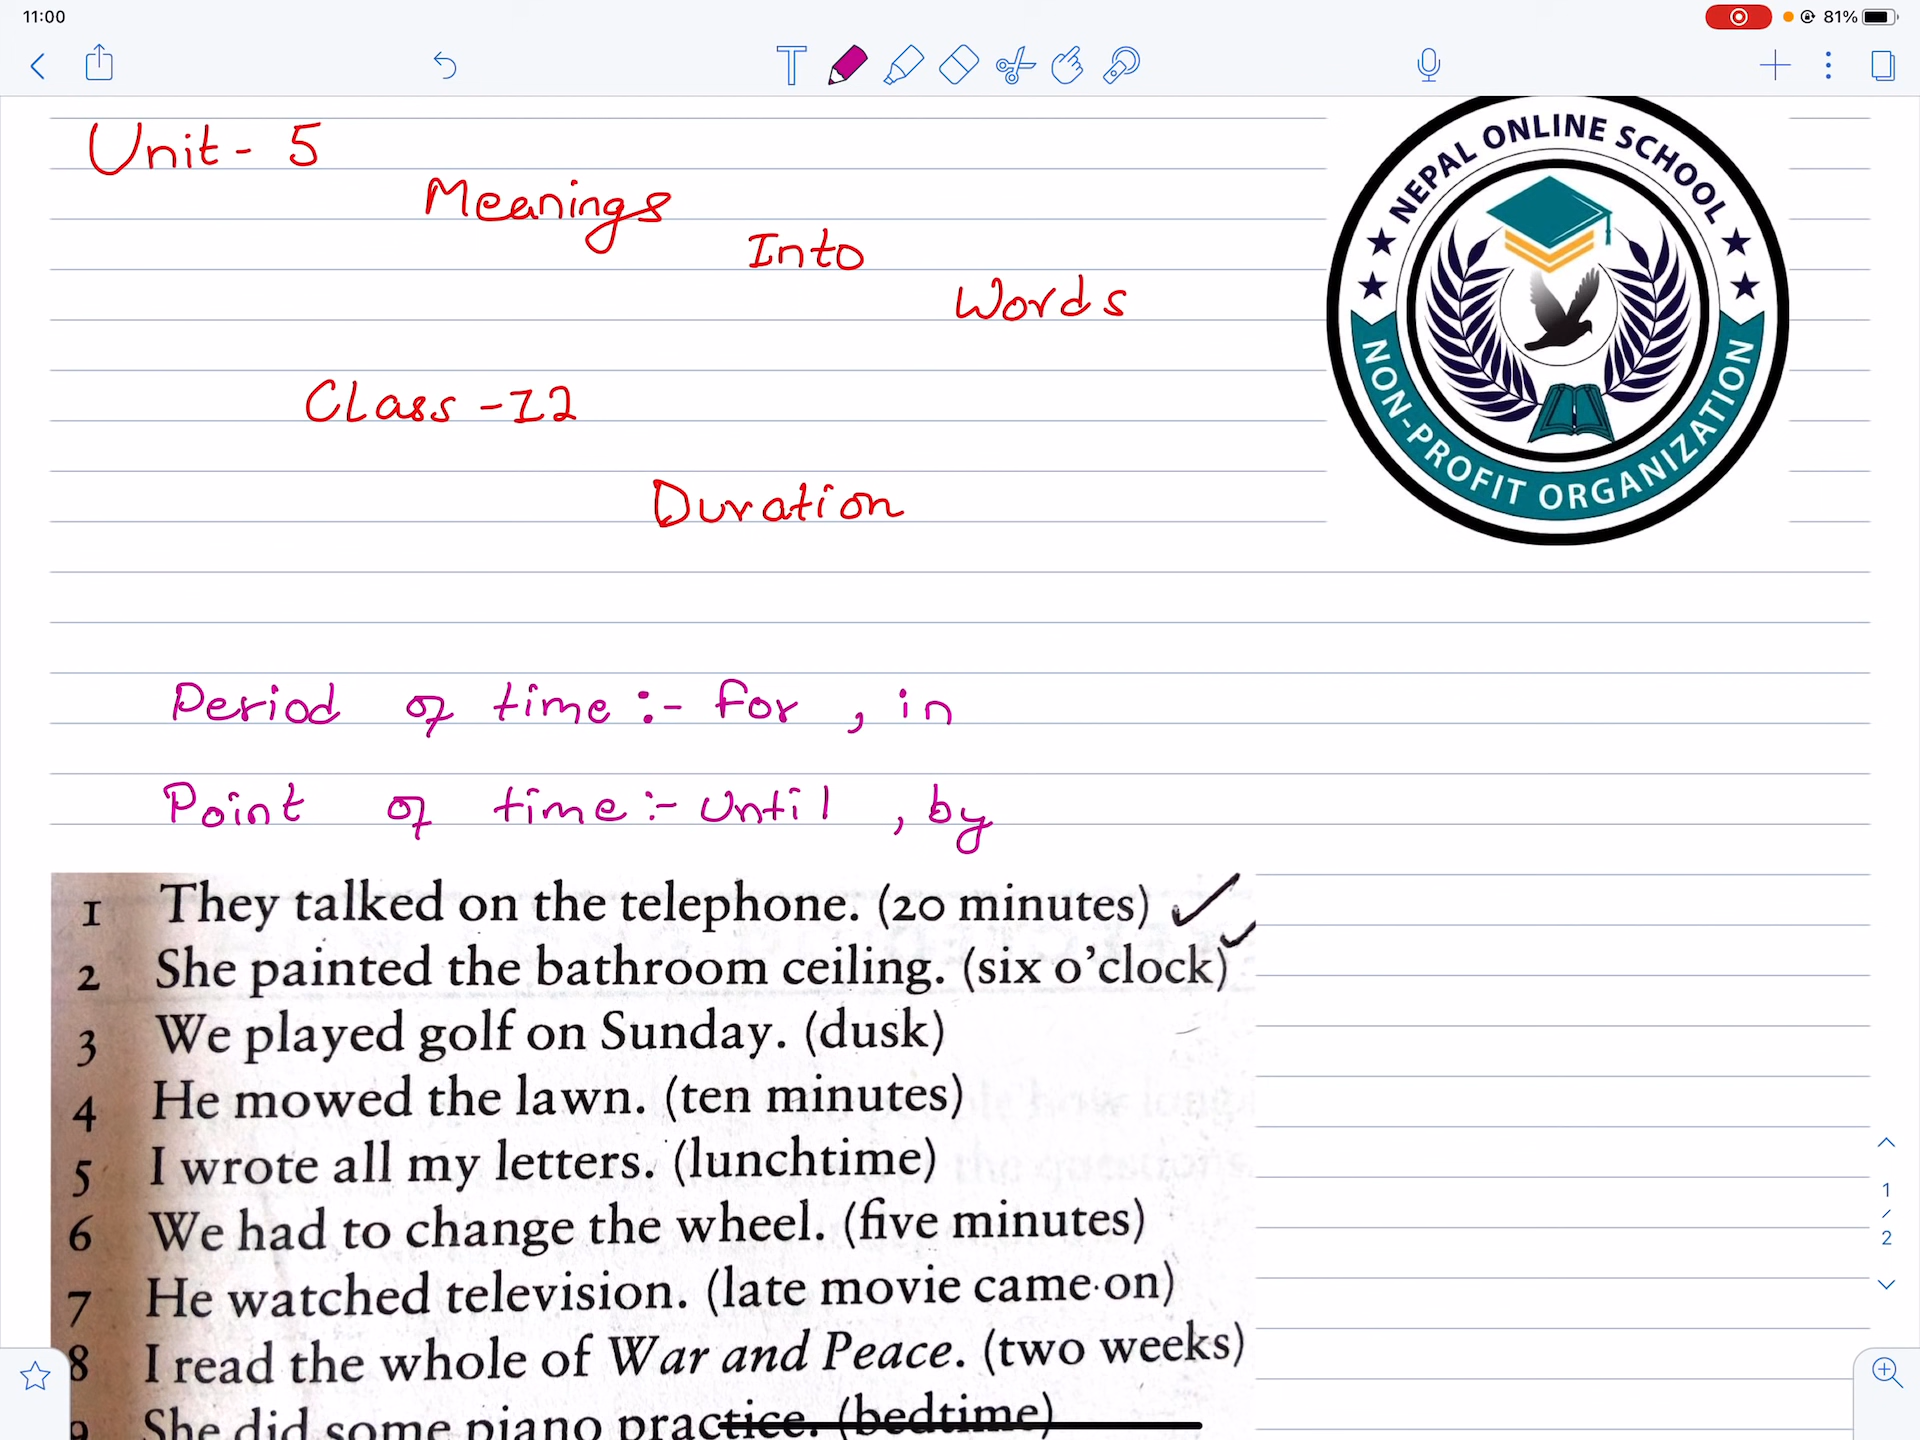 11:00
81%
Unit - 5
Meanings
Into
Words
Class - 12
Duration
NEPAL ONLINE SCHOOL
NON-PROFIT ORGANIZATION
Period of time :- for , in
Point of time :- Until , by
1 They talked on the telephone. (20 minutes)
2 She painted the bathroom ceiling. (six o'clock)
3 We played golf on Sunday. (dusk)
4 He mowed the lawn. (ten minutes)
5 I wrote all my letters. (lunchtime)
6 We had to change the wheel. (five minutes)
7 He watched television. (late movie came on)
8 I read the whole of War and Peace. (two weeks)
9 She did some piano practice. (bedtime)
1
/
2